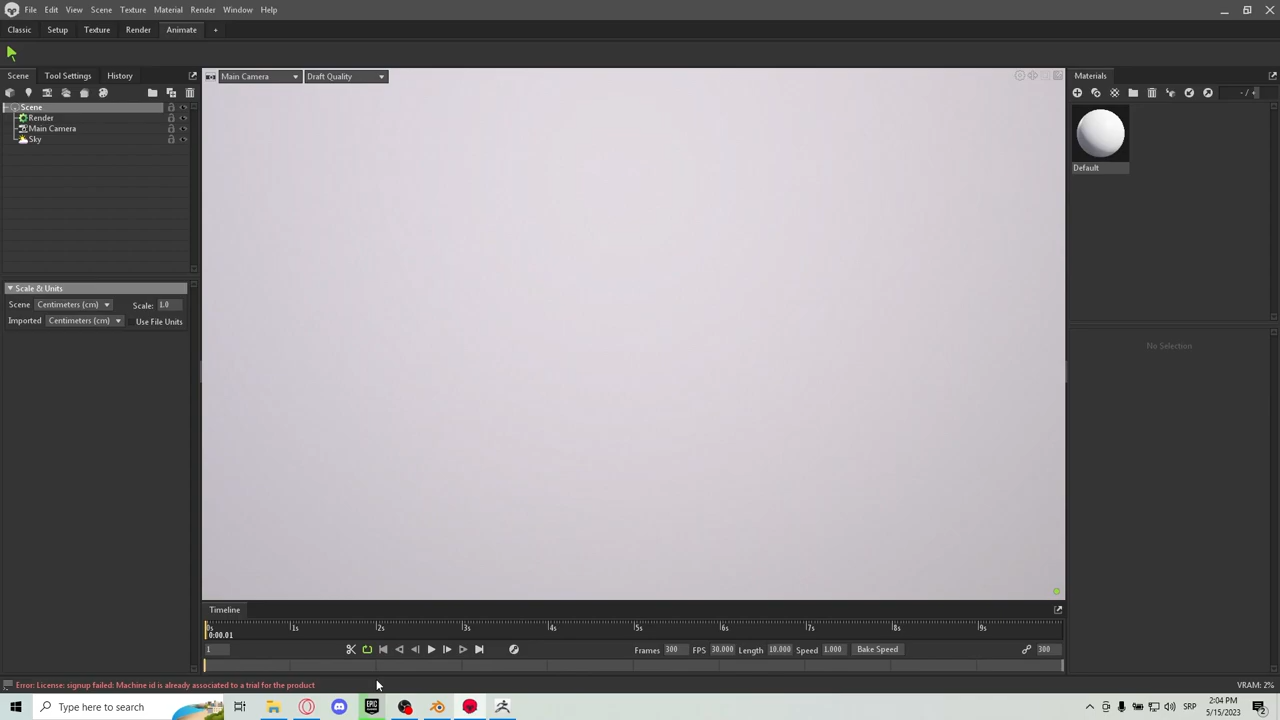 File Edit View Scene Texture Material Render Window Help
Classic Setup Texture Render Animate +
Scene Tool Settings History
Main Camera Draft Quality
Materials
- / +
Scene
Render
Main Camera
Sky
Default
Scale & Units
Scene Centimeters (cm) Scale: 1.0
Imported Centimeters (cm) Use File Units
No Selection
Timeline
0s 1s 2s 3s 4s 5s 6s 7s 8s 9s
0:00.01
1 Frames 300 FPS 30.000 Length 10.000 Speed 1.000 Bake Speed 300
Error: License: signup failed: Machine id is already associated to a trial for the product
VRAM: 2%
Type here to search
EPIC
SRP
2:04 PM
5/15/2023
2